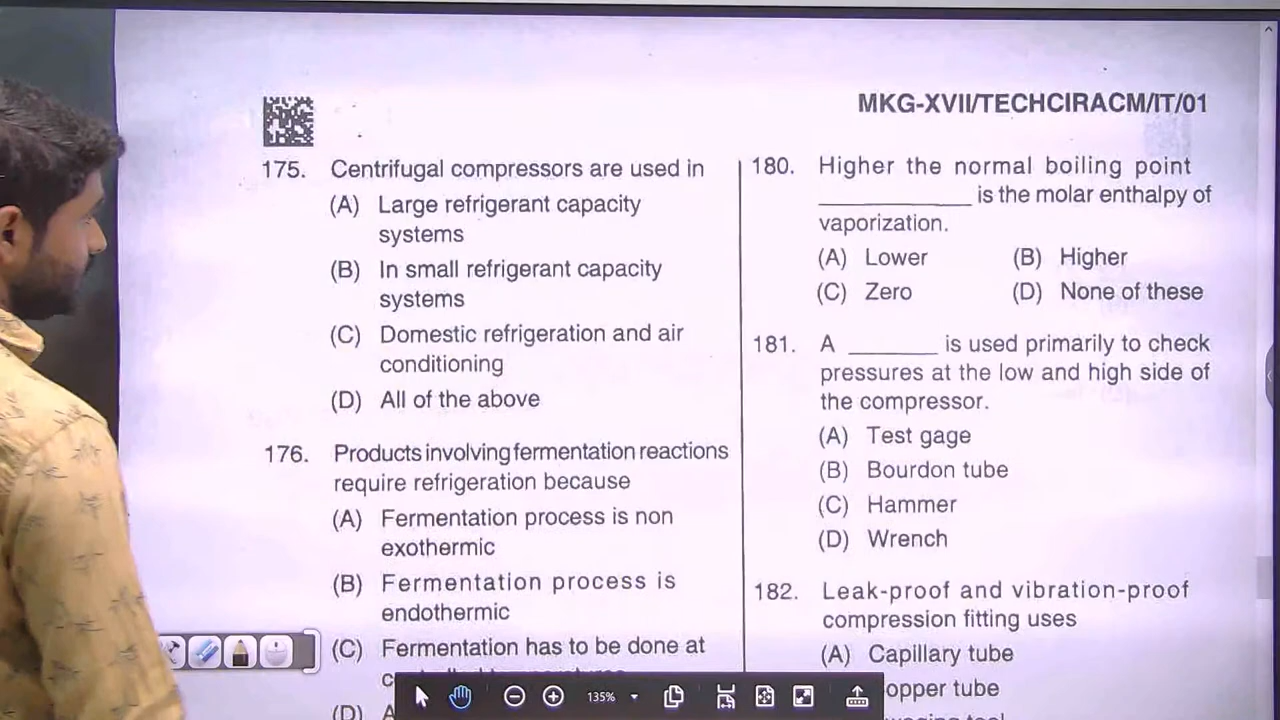 MKG-XVII/TECHCIRACM/IT/01
175. Centrifugal compressors are used in
(A) Large refrigerant capacity
systems
(B) In small refrigerant capacity
systems
(C) Domestic refrigeration and air
conditioning
(D) All of the above
176. Products involving fermentation reactions
require refrigeration because
(A) Fermentation process is non
exothermic
(B) Fermentation process is
endothermic
(C) Fermentation has to be done at
(D) A
180. Higher the normal boiling point
____________ is the molar enthalpy of
vaporization.
(A) Lower (B) Higher
(C) Zero (D) None of these
181. A _______ is used primarily to check
pressures at the low and high side of
the compressor.
(A) Test gage
(B) Bourdon tube
(C) Hammer
(D) Wrench
182. Leak-proof and vibration-proof
compression fitting uses
(A) Capillary tube
opper tube
135%